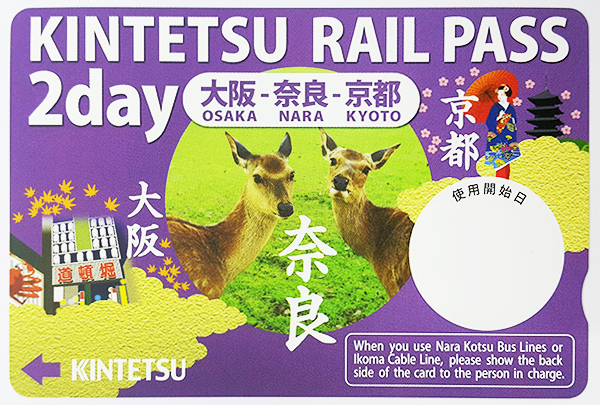 KINTETSU RAIL PASS
2day
大阪-奈良-京都
OSAKA NARA KYOTO
京都
大阪
使用開始日
道頓堀
奈良
When you use Nara Kotsu Bus Lines or
Ikoma Cable Line, please show the back
side of the card to the person in charge.
KINTETSU